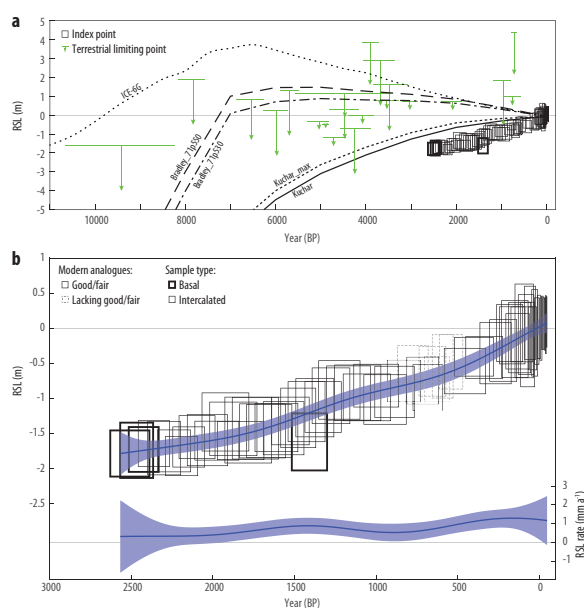 a
Index point
Terrestrial limiting point
ICE-6G
Bradley_71p550
Bradley_71p510
Kuchar_max
Kuchar
RSL (m)
5
4
3
2
1
0
-1
-2
-3
-4
-5
10000 8000 6000 4000 2000 0
Year (BP)
b
Modern analogues:
Good/fair
Lacking good/fair
Sample type:
Basal
Intercalated
RSL (m)
1
0
-0.5
-1
-1.5
-2
-2.5
3
2
1
0
-1
RSL rate (mm a⁻¹)
3000 2500 2000 1500 1000 500 0
Year (BP)